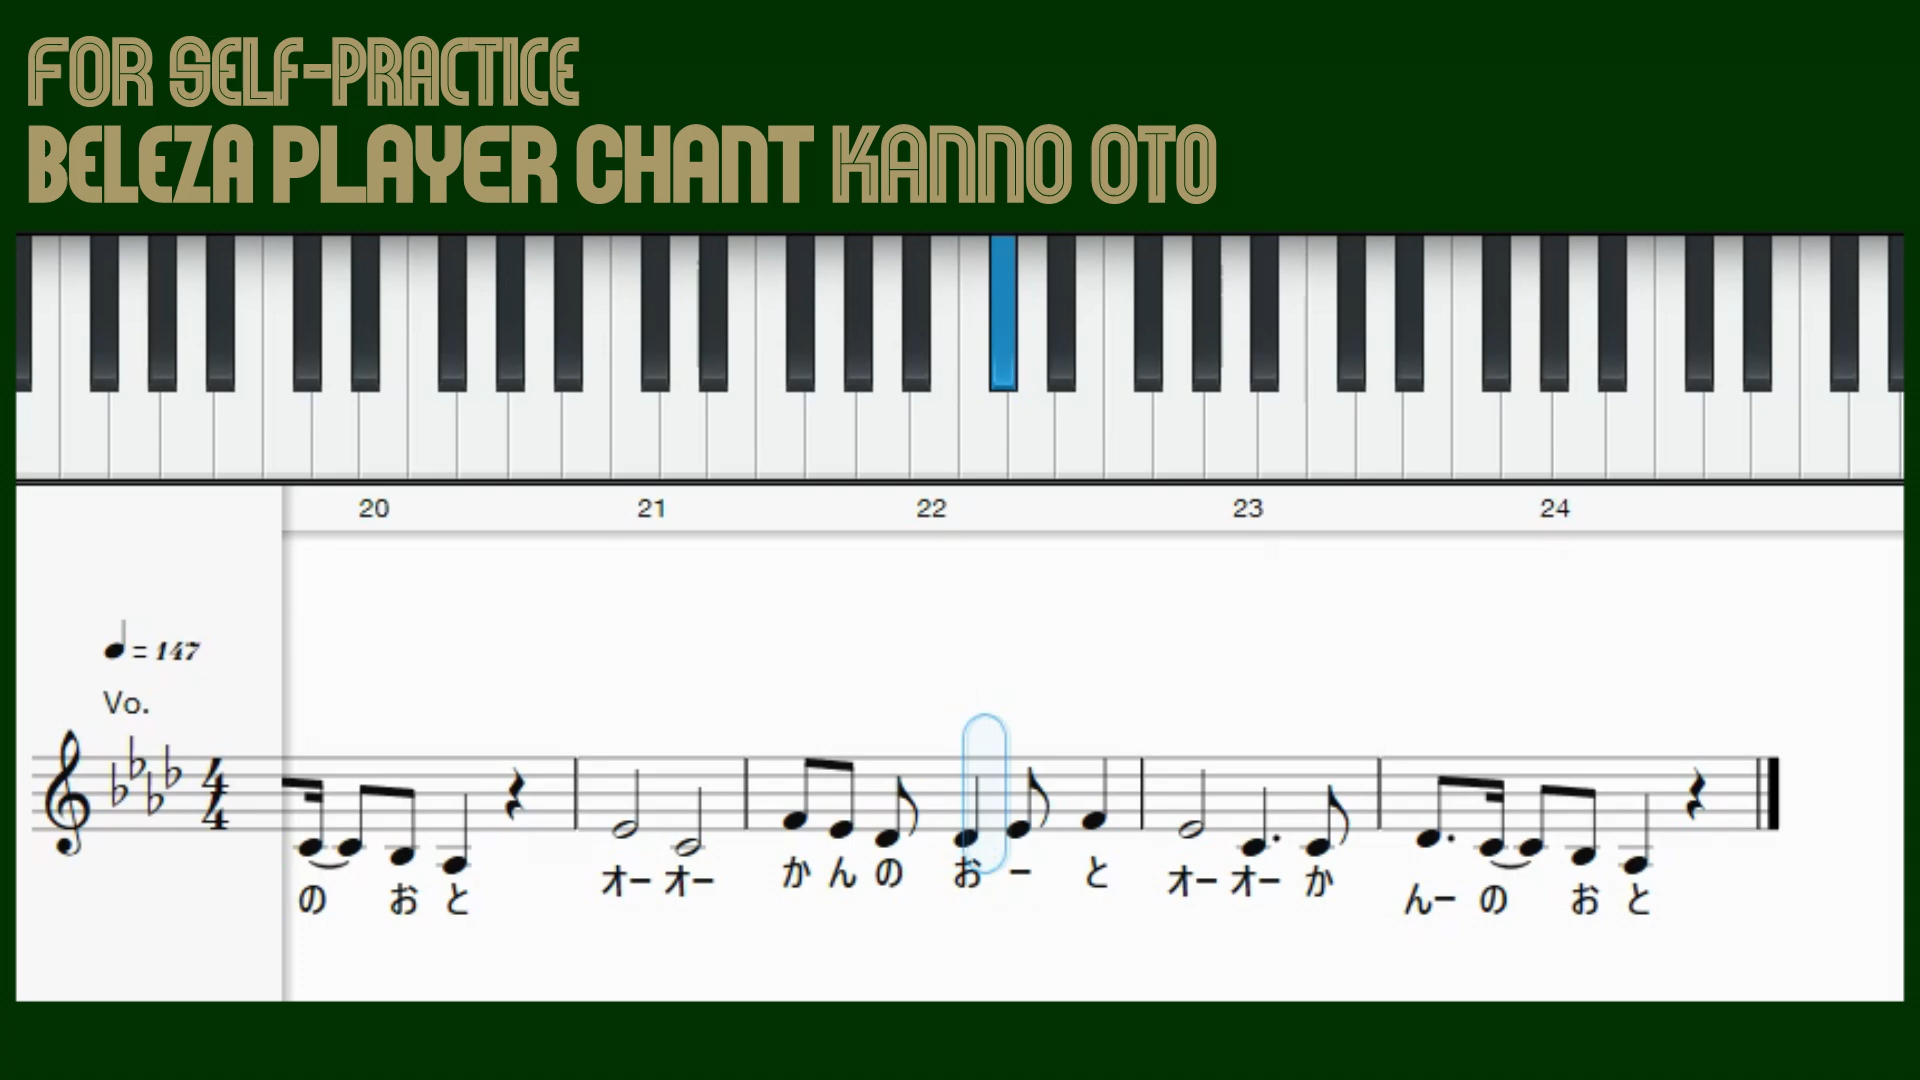 FOR SELF-PRACTICE
BELEZA PLAYER CHANT KANNO OTO
20 21 22 23 24
= 147
Vo.
4
4
の お と オー オー か ん の お ー と オー オー か んー の お と